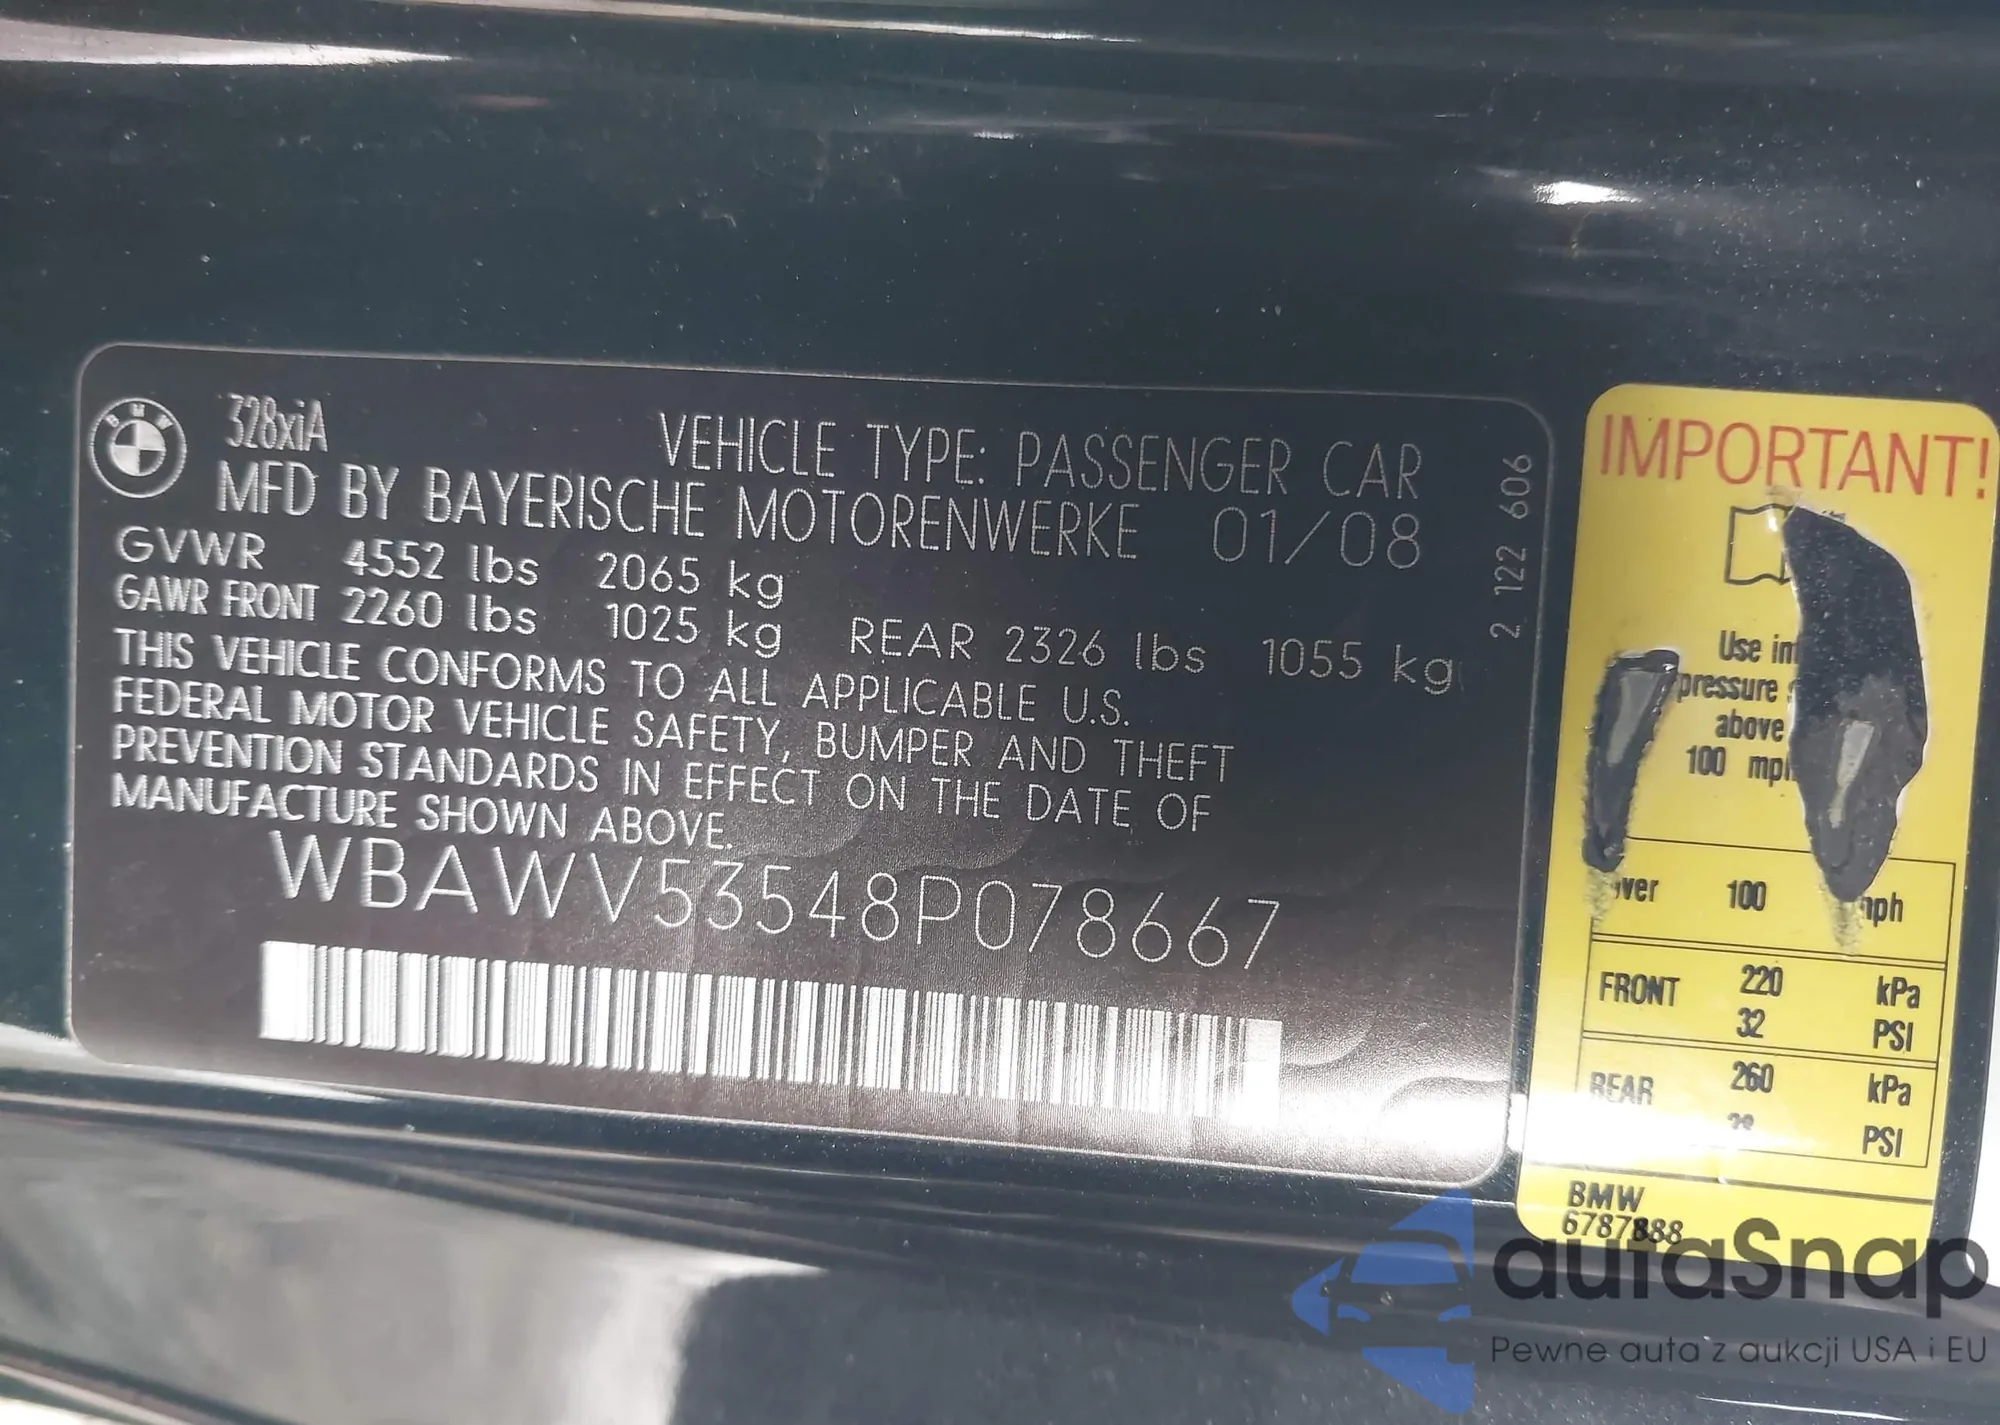 BMW
328xiA
VEHICLE TYPE: PASSENGER CAR
MFD BY BAYERISCHE MOTORENWERKE 01/08
GVWR 4552 lbs 2065 kg
GAWR FRONT 2260 lbs 1025 kg REAR 2326 lbs 1055 kg
THIS VEHICLE CONFORMS TO ALL APPLICABLE U.S.
FEDERAL MOTOR VEHICLE SAFETY, BUMPER AND THEFT
PREVENTION STANDARDS IN EFFECT ON THE DATE OF
MANUFACTURE SHOWN ABOVE.
WBAWV53548P078667
2 122 606
IMPORTANT!
Use
pressure
above
100 mph
100 mph
FRONT 220 kPa
32 PSI
REAR 260 kPa
PSI
BMW
6787888
autaSnap
Pewne auta z aukcji USA i EU